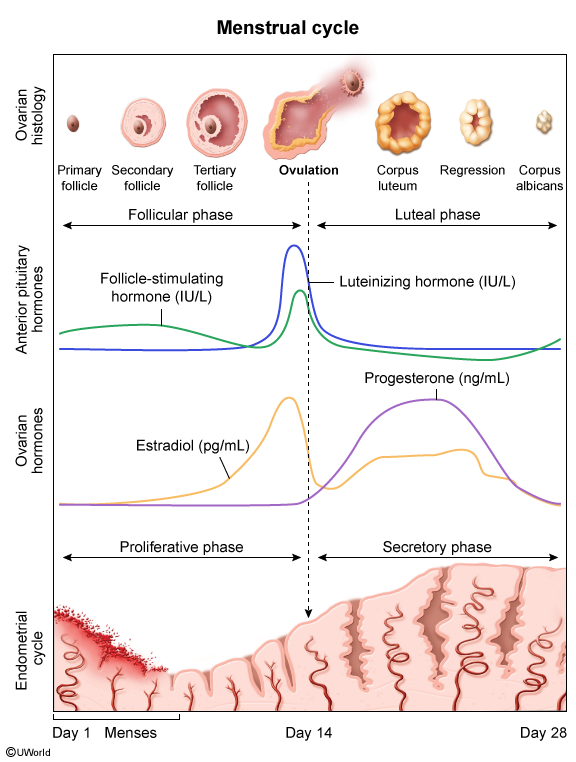 Menstrual cycle
Ovarian
histology
Primary
follicle
Secondary
follicle
Tertiary
follicle
Ovulation
Corpus
luteum
Regression
Corpus
albicans
Follicular phase
Luteal phase
Anterior pituitary
hormones
Follicle-stimulating
hormone (IU/L)
Luteinizing hormone (IU/L)
Ovarian
hormones
Progesterone (ng/mL)
Estradiol (pg/mL)
Proliferative phase
Secretory phase
Endometrial
cycle
Day 1
Menses
Day 14
Day 28
©UWorld